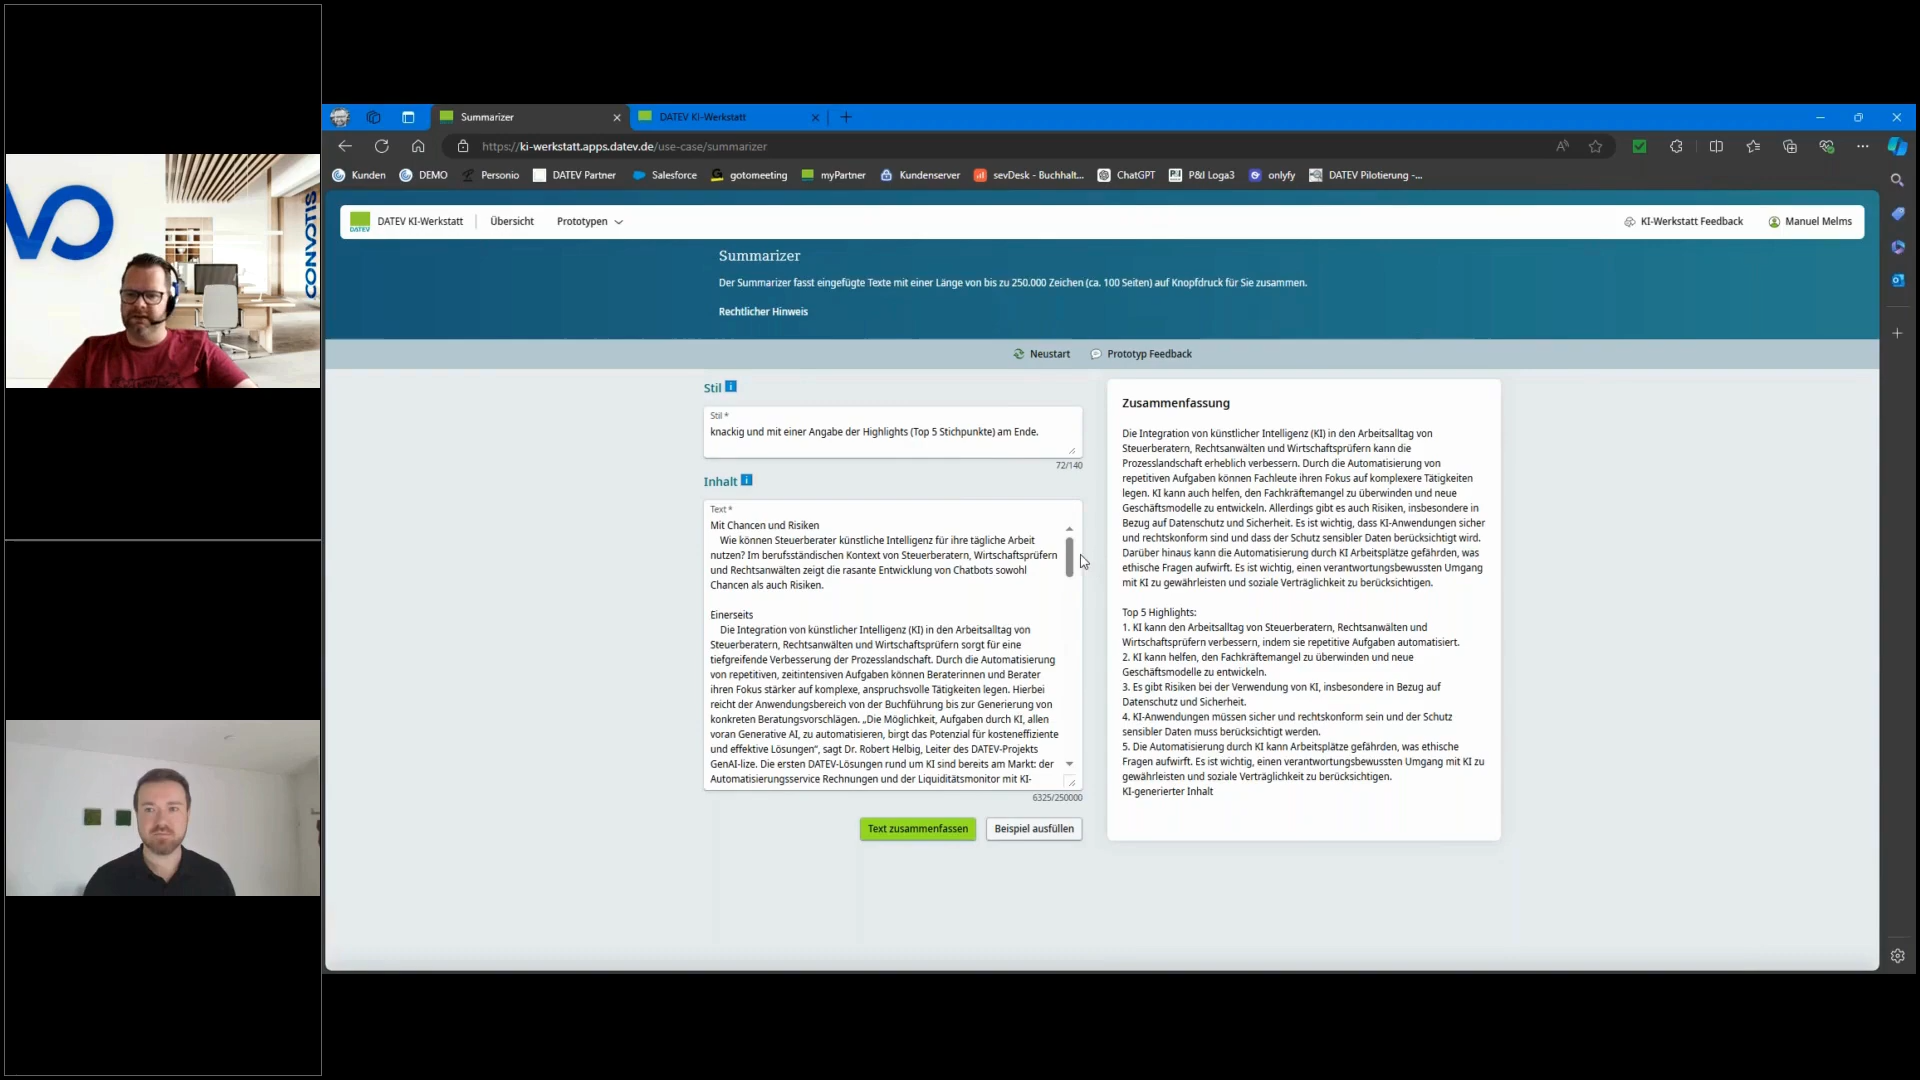 VO
CONVOTIS
Summarizer
DATEV KI-Werkstatt
https://ki-werkstatt.apps.datev.de/use-case/summarizer
Kunden
DEMO
Personio
DATEV Partner
Salesforce
gotomeeting
myPartner
Kundenserver
sevDesk - Buchhalt...
ChatGPT
P&I Loga3
onlyfy
DATEV Pilotierung -...
DATEV
DATEV KI-Werkstatt
Übersicht
Prototypen
KI-Werkstatt Feedback
Manuel Melms
Summarizer
Der Summarizer fasst eingefügte Texte mit einer Länge von bis zu 250.000 Zeichen (ca. 100 Seiten) auf Knopfdruck für Sie zusammen.
Rechtlicher Hinweis
Neustart
Prototyp Feedback
Stil
Stil *
knackig und mit einer Angabe der Highlights (Top 5 Stichpunkte) am Ende.
72/140
Inhalt
Text *
Mit Chancen und Risiken
Wie können Steuerberater künstliche Intelligenz für ihre tägliche Arbeit
nutzen? Im berufsständischen Kontext von Steuerberatern, Wirtschaftsprüfern
und Rechtsanwälten zeigt die rasante Entwicklung von Chatbots sowohl
Chancen als auch Risiken.
Einerseits
Die Integration von künstlicher Intelligenz (KI) in den Arbeitsalltag von
Steuerberatern, Rechtsanwälten und Wirtschaftsprüfern sorgt für eine
tiefgreifende Verbesserung der Prozesslandschaft. Durch die Automatisierung
von repetitiven, zeitintensiven Aufgaben können Beraterinnen und Berater
ihren Fokus stärker auf komplexe, anspruchsvolle Tätigkeiten legen. Hierbei
reicht der Anwendungsbereich von der Buchführung bis zur Generierung von
konkreten Beratungsvorschlägen. „Die Möglichkeit, Aufgaben durch KI, allen
voran Generative AI, zu automatisieren, birgt das Potenzial für kosteneffiziente
und effektive Lösungen“, sagt Dr. Robert Helbig, Leiter des DATEV-Projekts
GenAI-lize. Die ersten DATEV-Lösungen rund um KI sind bereits am Markt: der
Automatisierungsservice Rechnungen und der Liquiditätsmonitor mit KI-
6325/250000
Text zusammenfassen
Beispiel ausfüllen
Zusammenfassung
Die Integration von künstlicher Intelligenz (KI) in den Arbeitsalltag von
Steuerberatern, Rechtsanwälten und Wirtschaftsprüfern kann die
Prozesslandschaft erheblich verbessern. Durch die Automatisierung von
repetitiven Aufgaben können Fachleute ihren Fokus auf komplexere Tätigkeiten
legen. KI kann auch helfen, den Fachkräftemangel zu überwinden und neue
Geschäftsmodelle zu entwickeln. Allerdings gibt es auch Risiken, insbesondere in
Bezug auf Datenschutz und Sicherheit. Es ist wichtig, dass KI-Anwendungen sicher
und rechtskonform sind und dass der Schutz sensibler Daten berücksichtigt wird.
Darüber hinaus kann die Automatisierung durch KI Arbeitsplätze gefährden, was
ethische Fragen aufwirft. Es ist wichtig, einen verantwortungsbewussten Umgang
mit KI zu gewährleisten und soziale Verträglichkeit zu berücksichtigen.
Top 5 Highlights:
1. KI kann den Arbeitsalltag von Steuerberatern, Rechtsanwälten und
Wirtschaftsprüfern verbessern, indem sie repetitive Aufgaben automatisiert.
2. KI kann helfen, den Fachkräftemangel zu überwinden und neue
Geschäftsmodelle zu entwickeln.
3. Es gibt Risiken bei der Verwendung von KI, insbesondere in Bezug auf
Datenschutz und Sicherheit.
4. KI-Anwendungen müssen sicher und rechtskonform sein und der Schutz
sensibler Daten muss berücksichtigt werden.
5. Die Automatisierung durch KI kann Arbeitsplätze gefährden, was ethische
Fragen aufwirft. Es ist wichtig, einen verantwortungsbewussten Umgang mit KI zu
gewährleisten und soziale Verträglichkeit zu berücksichtigen.
KI-generierter Inhalt